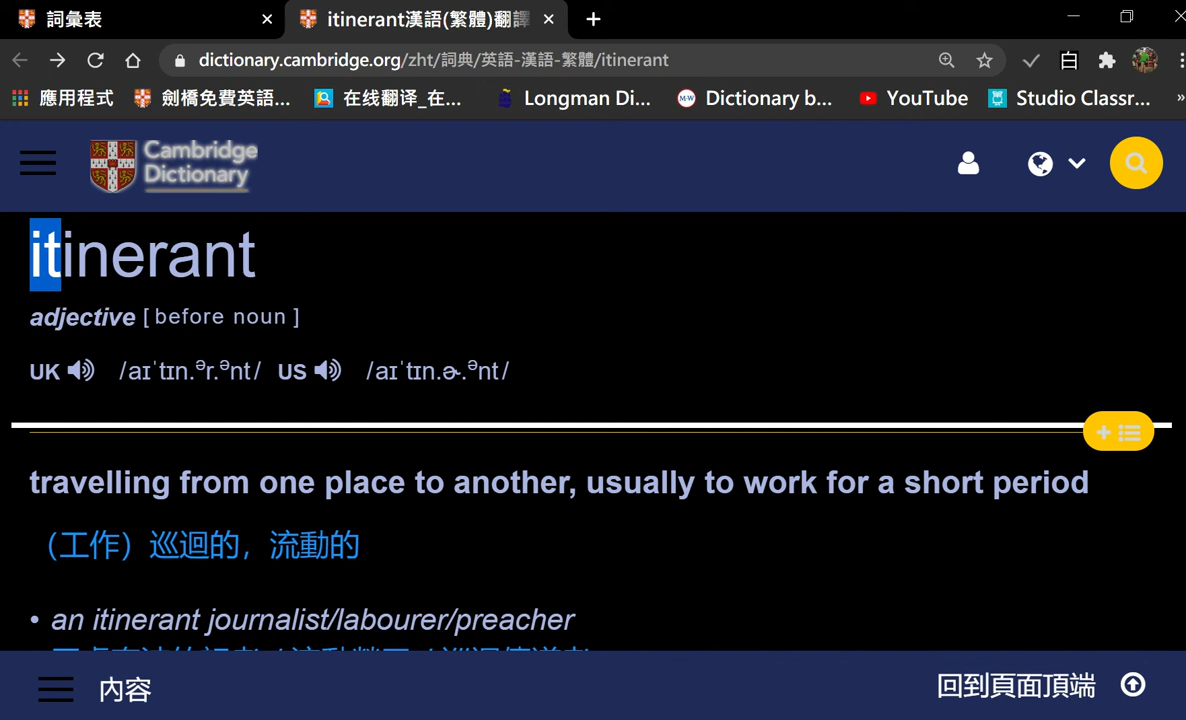 詞彙表
itinerant漢語(繁體)翻譯
dictionary.cambridge.org/zht/詞典/英語-漢語-繁體/itinerant
應用程式 劍橋免費英語... 在线翻译_在... Longman Di... Dictionary b... YouTube Studio Classr... »
Cambridge
Dictionary
itinerant
adjective [ before noun ]
UK /aɪˈtɪn.ᵊr.ᵊnt/ US /aɪˈtɪn.ɚ.ᵊnt/
travelling from one place to another, usually to work for a short period
（工作）巡迴的，流動的
• an itinerant journalist/labourer/preacher
內容 回到頁面頂端